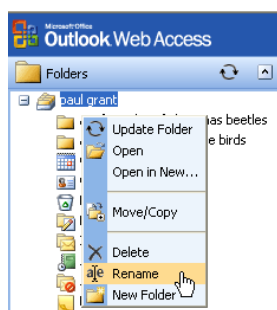 Microsoft Office
Outlook Web Access
Folders
paul grant
has beetles
e birds
Update Folder
Open
Open in New...
Move/Copy
Delete
Rename
New Folder